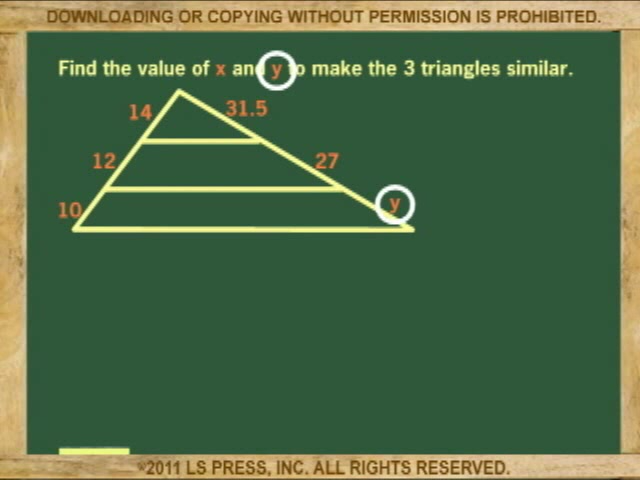 DOWNLOADING OR COPYING WITHOUT PERMISSION IS PROHIBITED.
Find the value of x and y to make the 3 triangles similar.
14 31.5
12 27
10 y
©2011 LS PRESS, INC. ALL RIGHTS RESERVED.